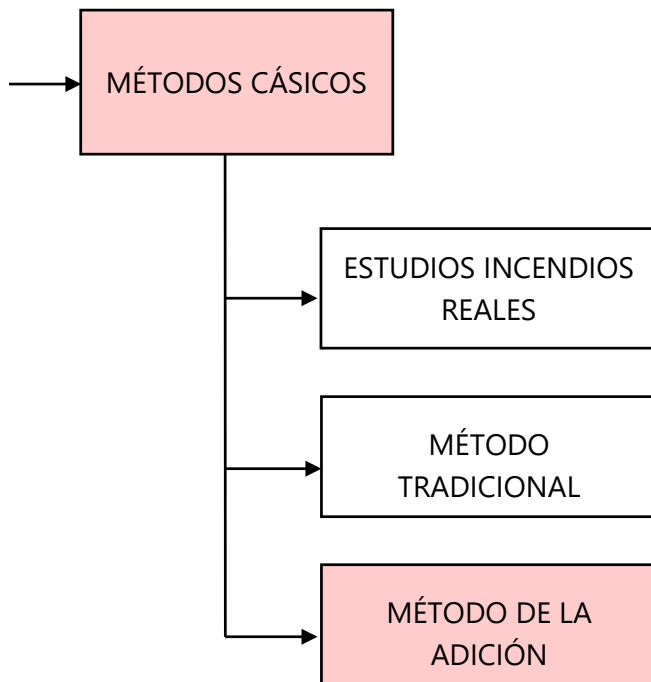 MÉTODOS CÁSICOS
ESTUDIOS INCENDIOS
REALES
MÉTODO
TRADICIONAL
MÉTODO DE LA
ADICIÓN